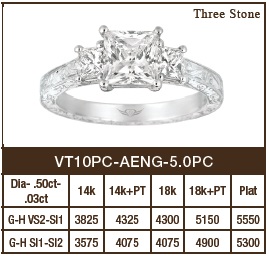 Three Stone
VT10PC-AENG-5.0PC
Dia- .50ct-
.03ct 14k 14k+PT 18k 18k+PT Plat
G-H VS2-SI1 3825 4325 4300 5150 5550
G-H SI1-SI2 3575 4075 4075 4900 5300